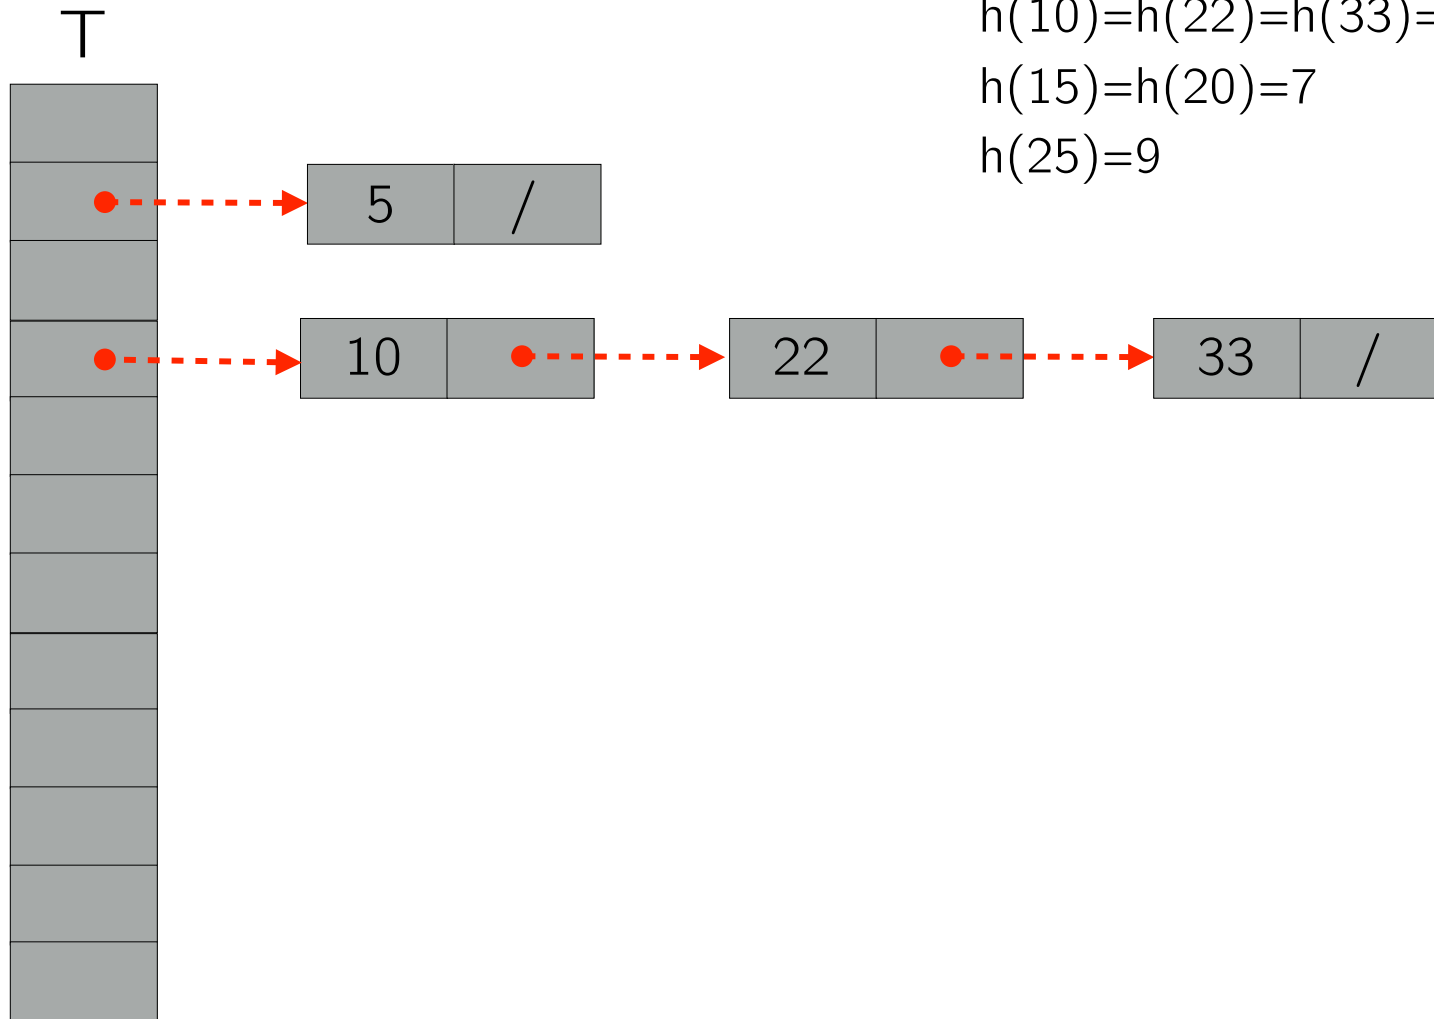 T
h(10)=h(22)=h(33)=
h(15)=h(20)=7
h(25)=9
5 /
10 22 33 /